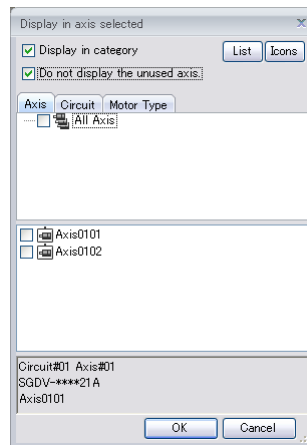 Display in axis selected
Display in category
List
Icons
Do not display the unused axis.
Axis
Circuit
Motor Type
All Axis
Axis0101
Axis0102
Circuit#01 Axis#01
SGDV-****21A
Axis0101
OK
Cancel